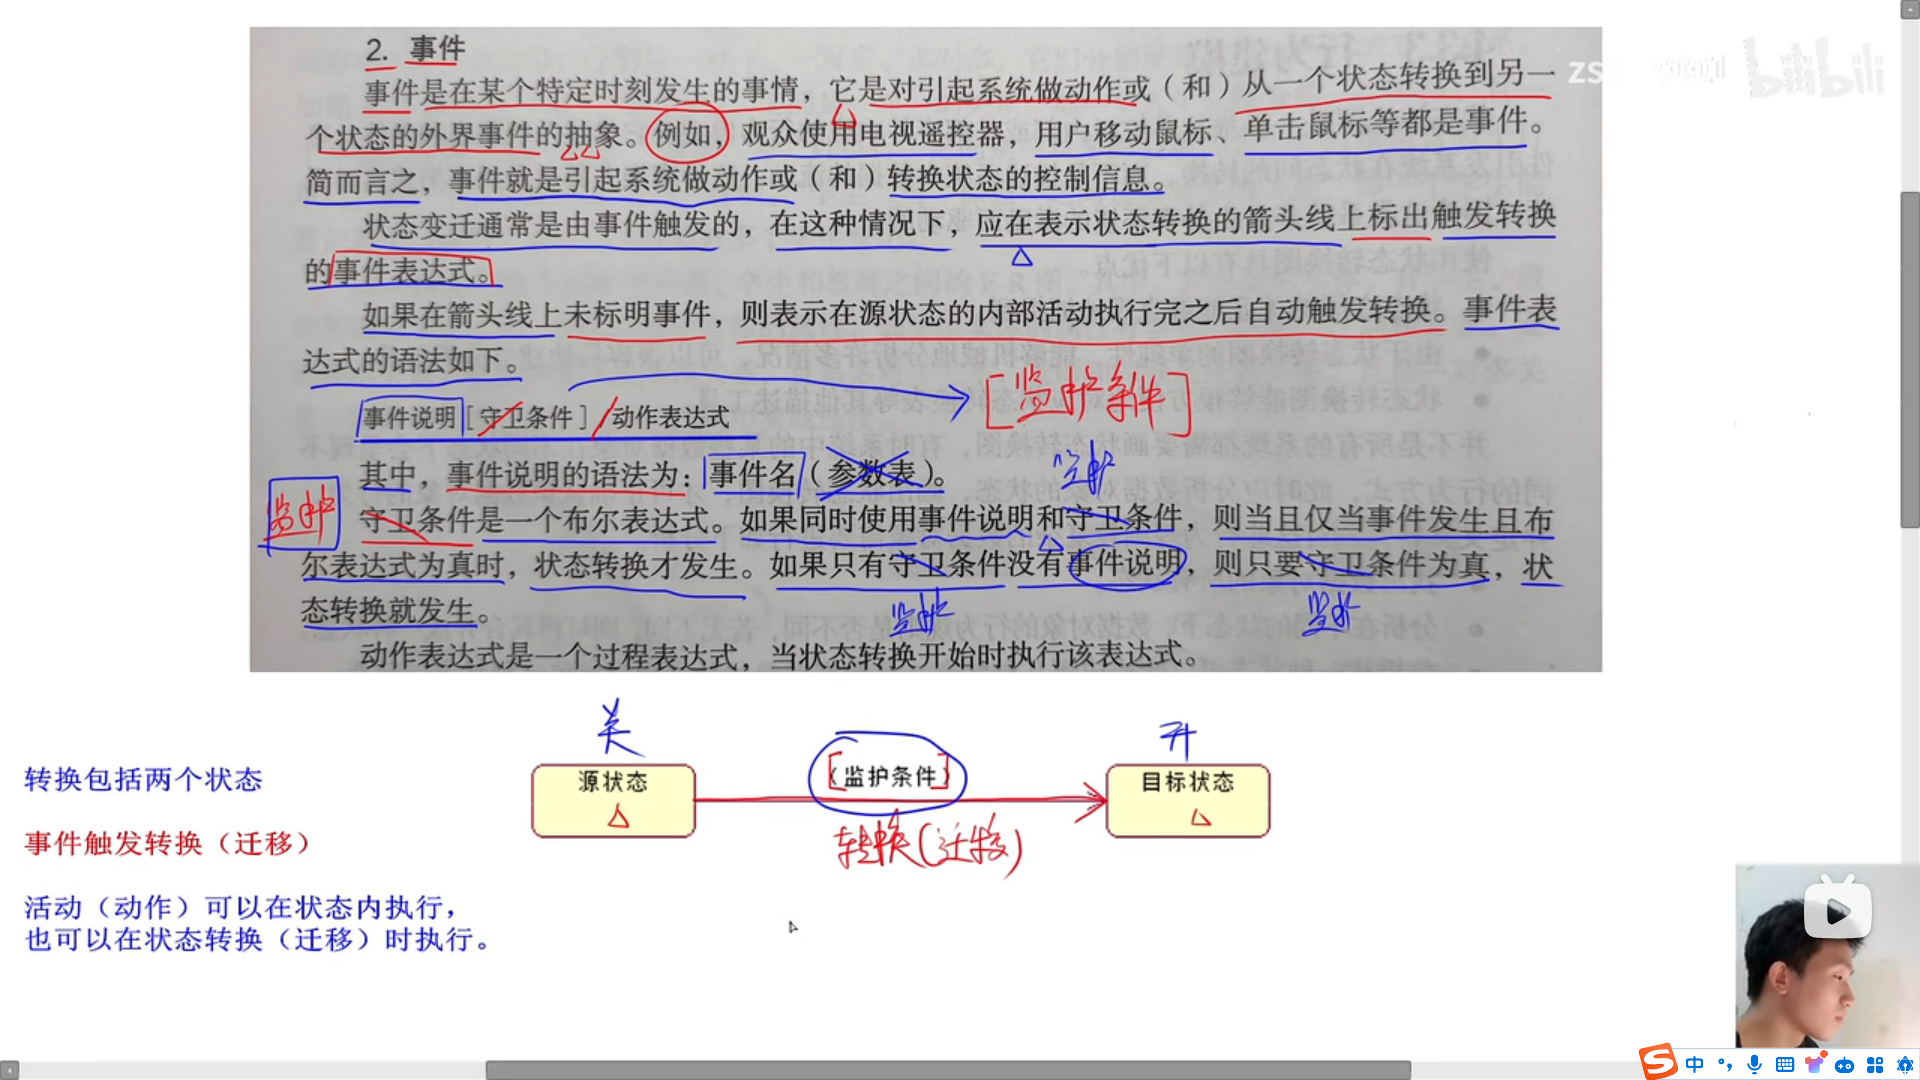 2. 事件
事件是在某个特定时刻发生的事情，它是对引起系统做动作或（和）从一个状态转换到另一
个状态的外界事件的抽象。例如，观众使用电视遥控器，用户移动鼠标、单击鼠标等都是事件。
简而言之，事件就是引起系统做动作或（和）转换状态的控制信息。
状态变迁通常是由事件触发的，在这种情况下，应在表示状态转换的箭头线上标出触发转换
的事件表达式。
如果在箭头线上未标明事件，则表示在源状态的内部活动执行完之后自动触发转换。事件表
达式的语法如下。
[监护条件]
事件说明［守卫条件］/动作表达式
其中，事件说明的语法为：事件名（参数表）。
监护
监护
守卫条件是一个布尔表达式。如果同时使用事件说明和守卫条件，则当且仅当事件发生且布
尔表达式为真时，状态转换才发生。如果只有守卫条件没有事件说明，则只要守卫条件为真，状
态转换就发生。
监护
监护
动作表达式是一个过程表达式，当状态转换开始时执行该表达式。
关
开
源状态
[(监护条件)]
目标状态
转换(迁移)
转换包括两个状态
事件触发转换（迁移）
活动（动作）可以在状态内执行，
也可以在状态转换（迁移）时执行。
bilibili
中